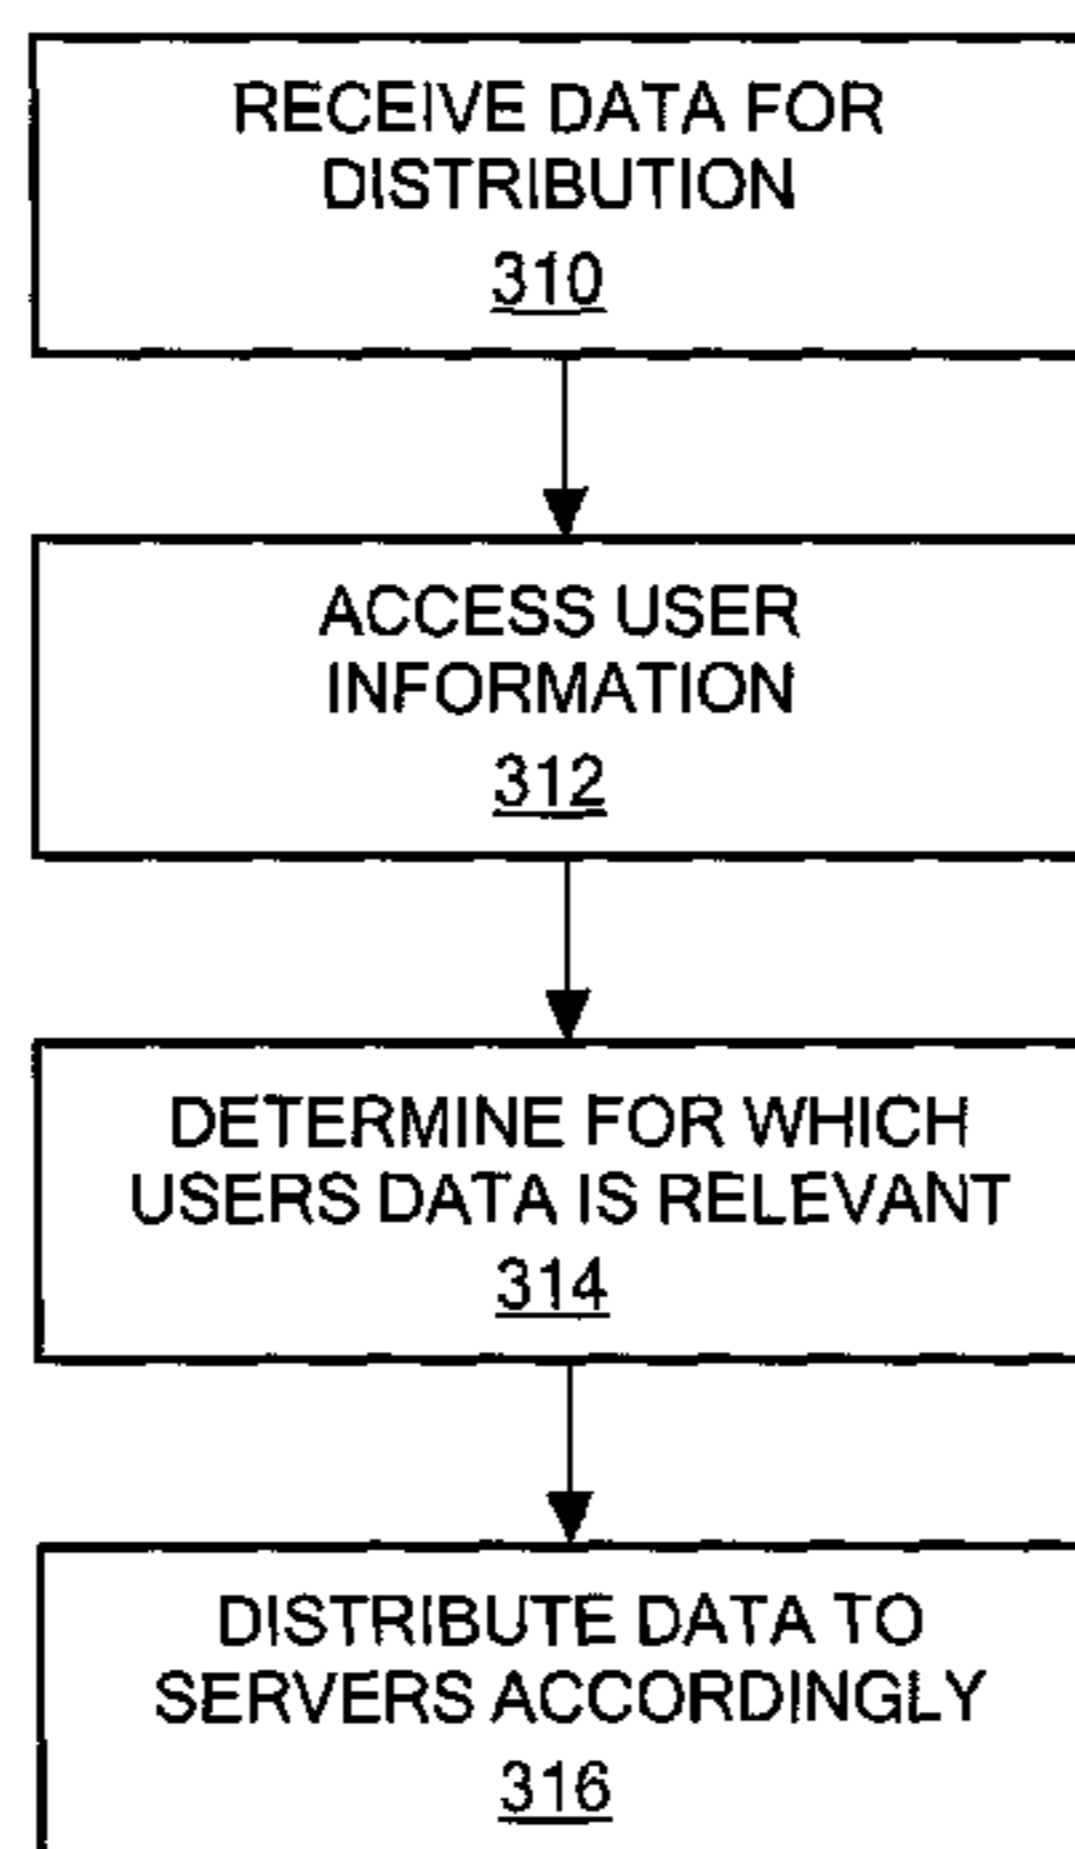 RECEIVE DATA FOR
DISTRIBUTION
310
ACCESS USER
INFORMATION
312
DETERMINE FOR WHICH
USERS DATA IS RELEVANT
314
DISTRIBUTE DATA TO
SERVERS ACCORDINGLY
316